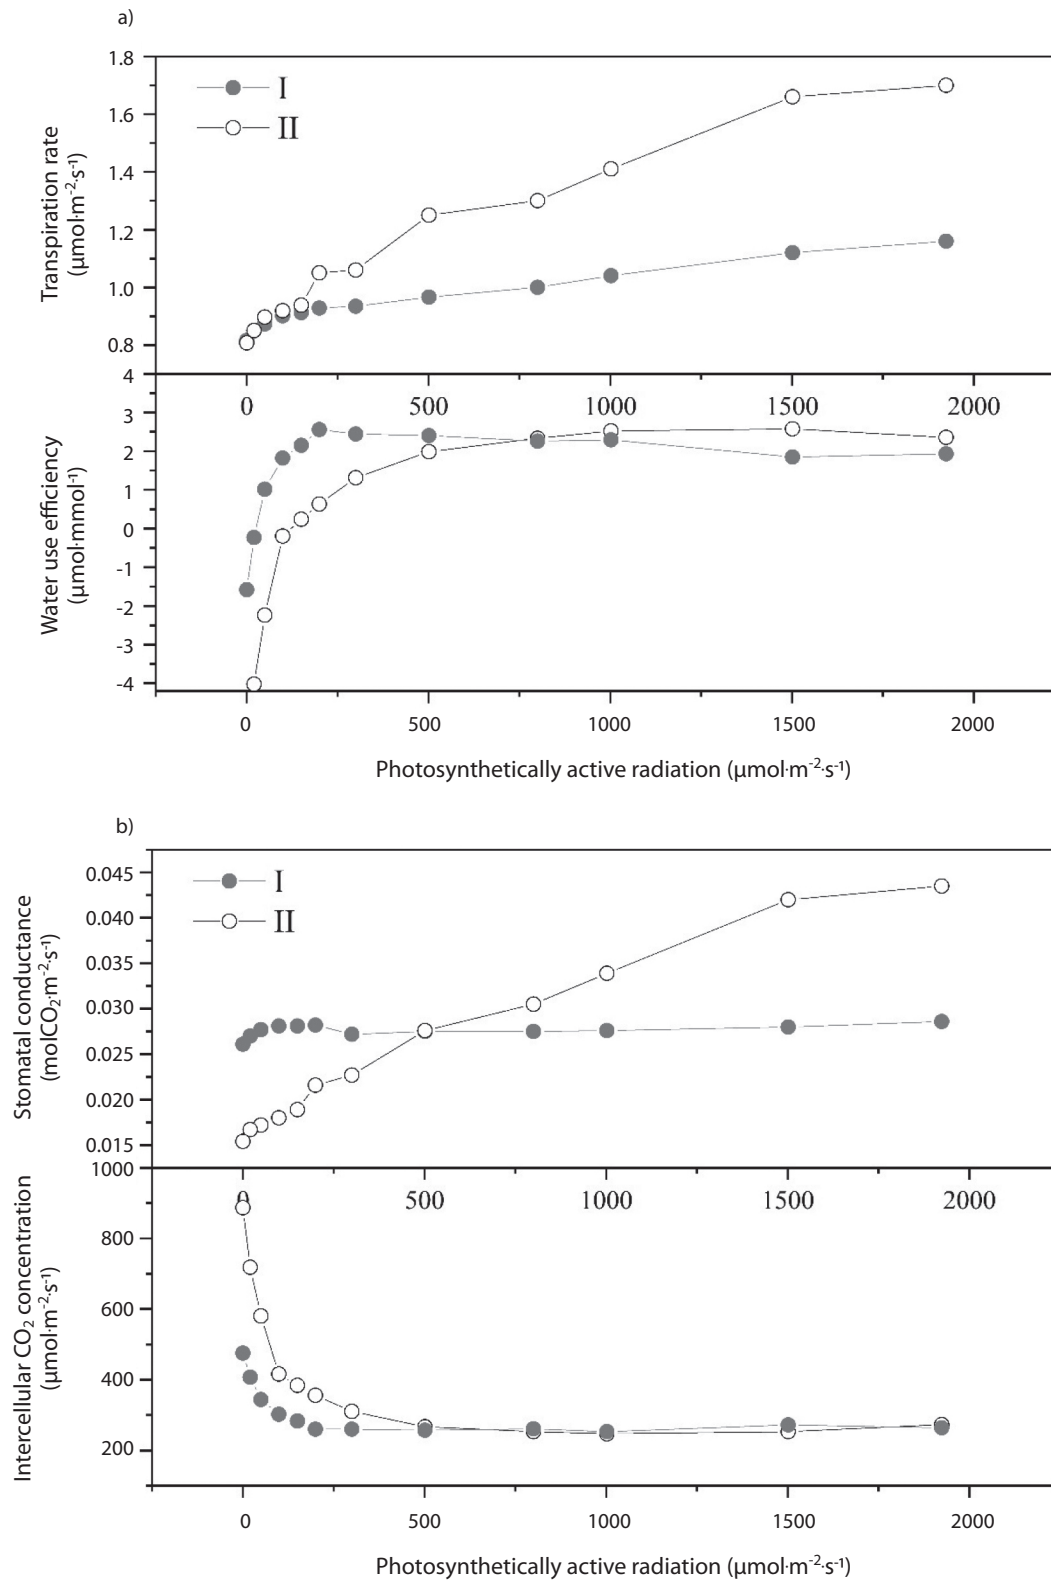 a)
1.8
1.6
1.4
1.2
1.0
0.8
Transpiration rate
(µmol·m⁻²·s⁻¹)
I
II
4
3
2
1
0
-1
-2
-3
-4
Water use efficiency
(µmol·mmol⁻¹)
0 500 1000 1500 2000
0 500 1000 1500 2000
Photosynthetically active radiation (µmol·m⁻²·s⁻¹)
b)
0.045
0.040
0.035
0.030
0.025
0.020
0.015
Stomatal conductance
(molCO₂·m⁻²·s⁻¹)
I
II
1000
800
600
400
200
Intercellular CO₂ concentration
(µmol·m⁻²·s⁻¹)
0 500 1000 1500 2000
0 500 1000 1500 2000
Photosynthetically active radiation (µmol·m⁻²·s⁻¹)